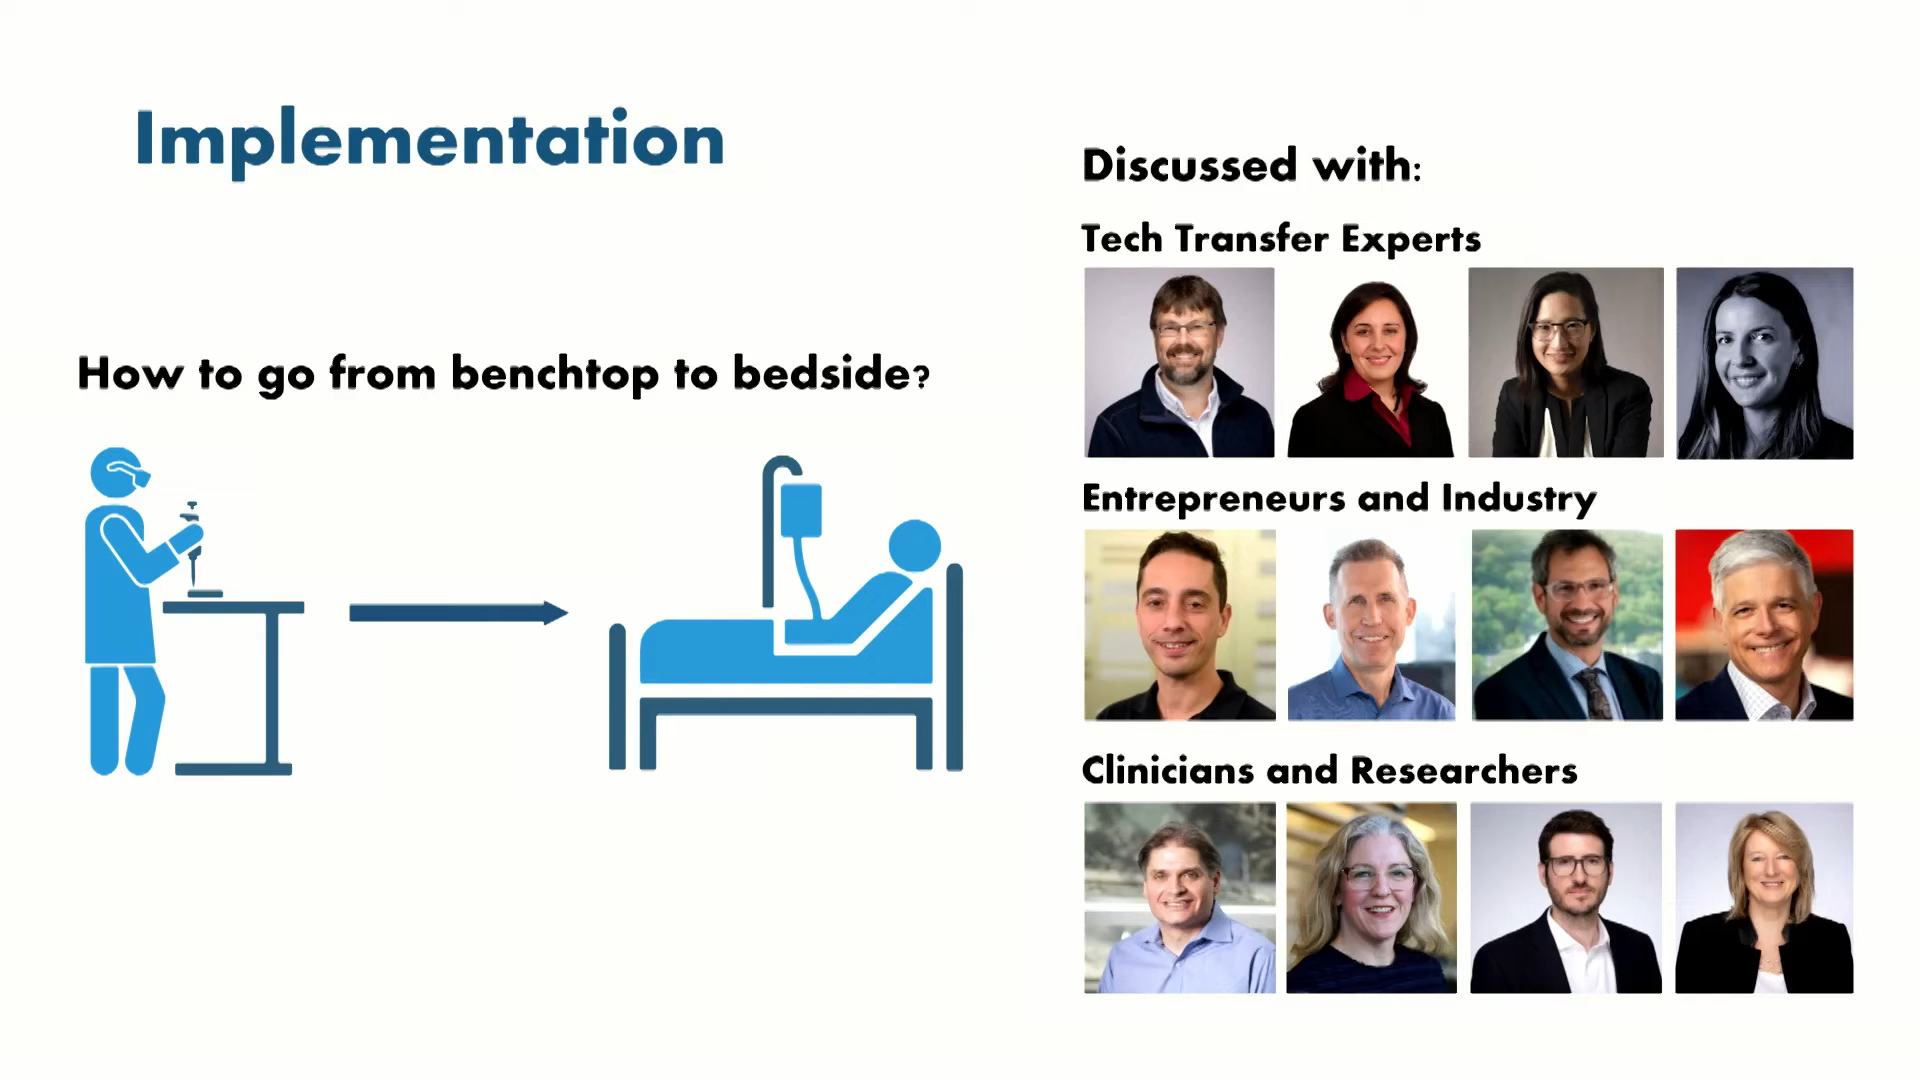 Implementation
How to go from benchtop to bedside?
Discussed with:
Tech Transfer Experts
Entrepreneurs and Industry
Clinicians and Researchers